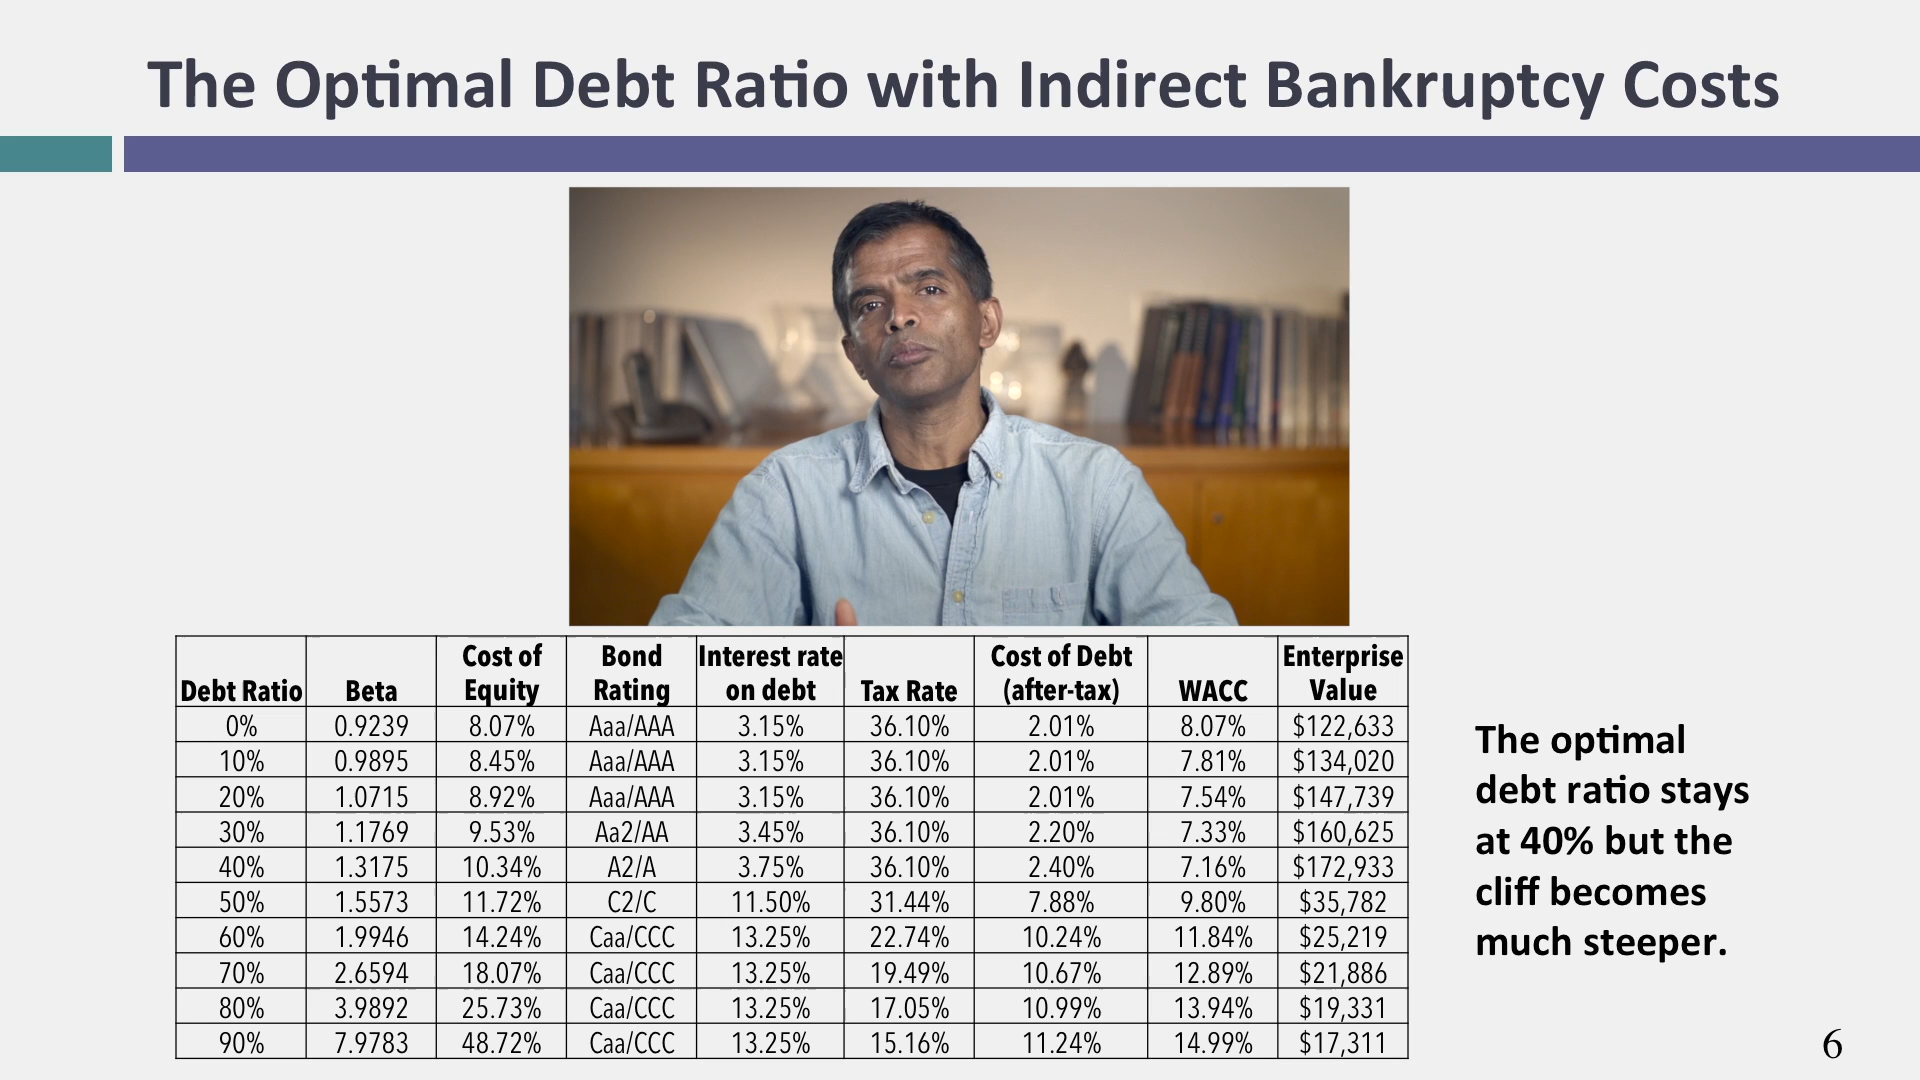 The Optimal Debt Ratio with Indirect Bankruptcy Costs
Debt Ratio Beta Cost of Equity Bond Rating Interest rate on debt Tax Rate Cost of Debt (after-tax) WACC Enterprise Value
0% 0.9239 8.07% Aaa/AAA 3.15% 36.10% 2.01% 8.07% $122,633
10% 0.9895 8.45% Aaa/AAA 3.15% 36.10% 2.01% 7.81% $134,020
20% 1.0715 8.92% Aaa/AAA 3.15% 36.10% 2.01% 7.54% $147,739
30% 1.1769 9.53% Aa2/AA 3.45% 36.10% 2.20% 7.33% $160,625
40% 1.3175 10.34% A2/A 3.75% 36.10% 2.40% 7.16% $172,933
50% 1.5573 11.72% C2/C 11.50% 31.44% 7.88% 9.80% $35,782
60% 1.9946 14.24% Caa/CCC 13.25% 22.74% 10.24% 11.84% $25,219
70% 2.6594 18.07% Caa/CCC 13.25% 19.49% 10.67% 12.89% $21,886
80% 3.9892 25.73% Caa/CCC 13.25% 17.05% 10.99% 13.94% $19,331
90% 7.9783 48.72% Caa/CCC 13.25% 15.16% 11.24% 14.99% $17,311
The optimal
debt ratio stays
at 40% but the
cliff becomes
much steeper.
6